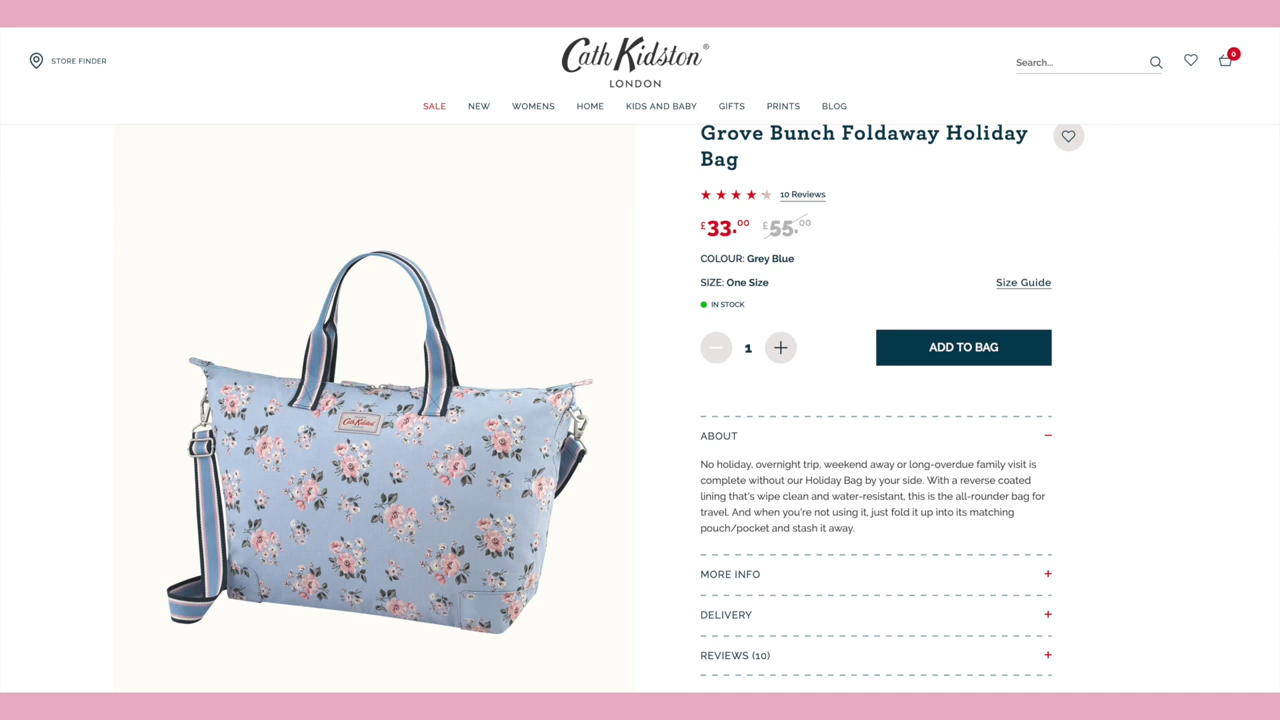 STORE FINDER
Cath Kidston®
LONDON
Search...
0
SALE NEW WOMENS HOME KIDS AND BABY GIFTS PRINTS BLOG
Grove Bunch Foldaway Holiday
Bag
10 Reviews
£33.00 £55.00
COLOUR: Grey Blue
SIZE: One Size Size Guide
IN STOCK
1
ADD TO BAG
Cath Kidston
ABOUT
No holiday, overnight trip, weekend away or long-overdue family visit is
complete without our Holiday Bag by your side. With a reverse coated
lining that's wipe clean and water-resistant, this is the all-rounder bag for
travel. And when you're not using it, just fold it up into its matching
pouch/pocket and stash it away.
MORE INFO
DELIVERY
REVIEWS (10)